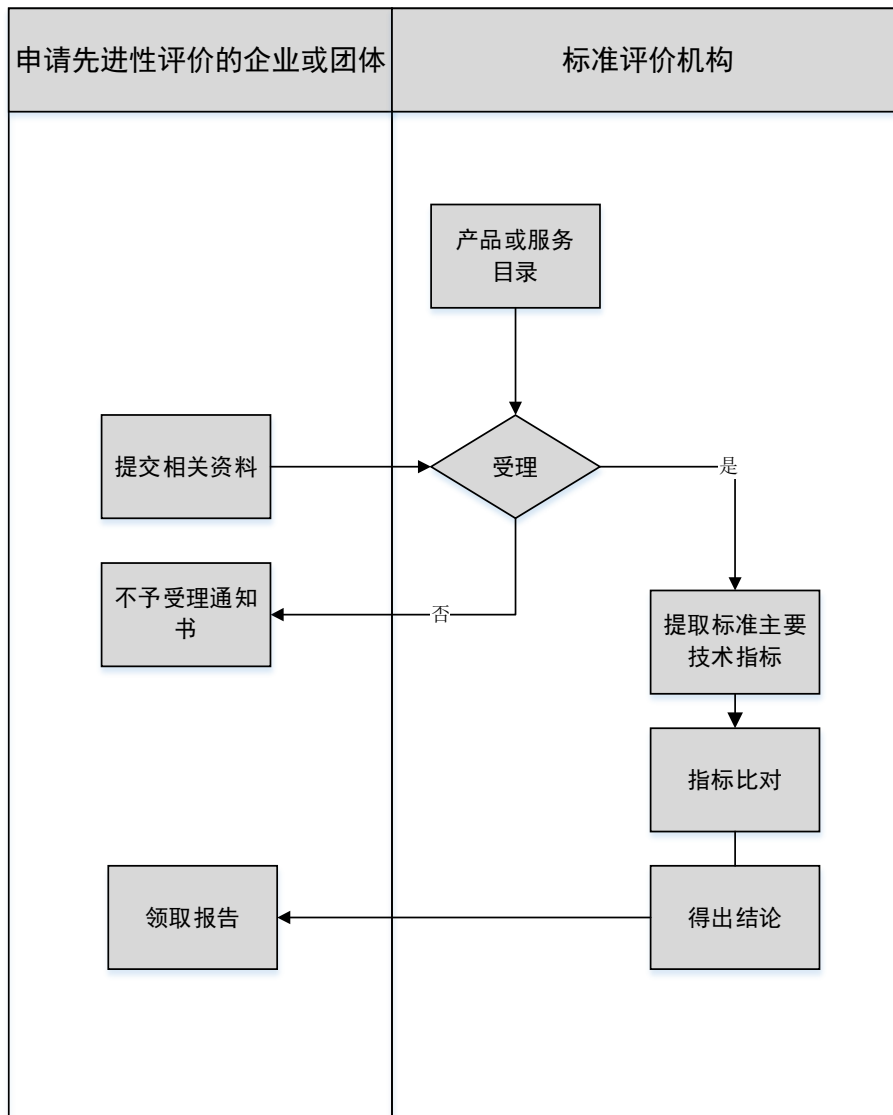 申请先进性评价的企业或团体
标准评价机构
产品或服务
目录
提交相关资料
受理
是
不予受理通知
书
否
提取标准主要
技术指标
指标比对
领取报告
得出结论